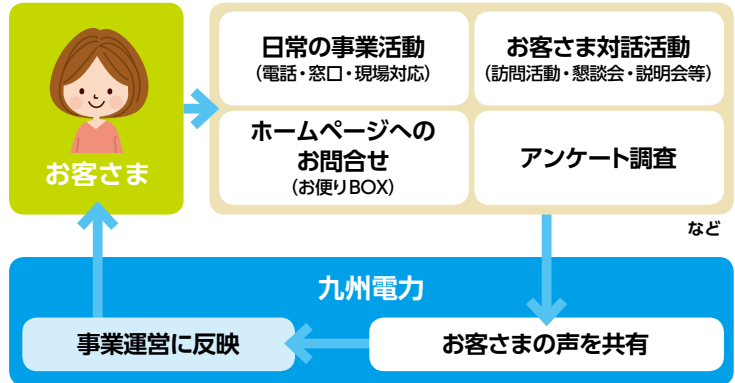 お客さま
日常の事業活動
（電話・窓口・現場対応）
お客さま対話活動
（訪問活動・懇談会・説明会等）
ホームページへの
お問合せ
（お便りBOX）
アンケート調査
など
九州電力
事業運営に反映
お客さまの声を共有